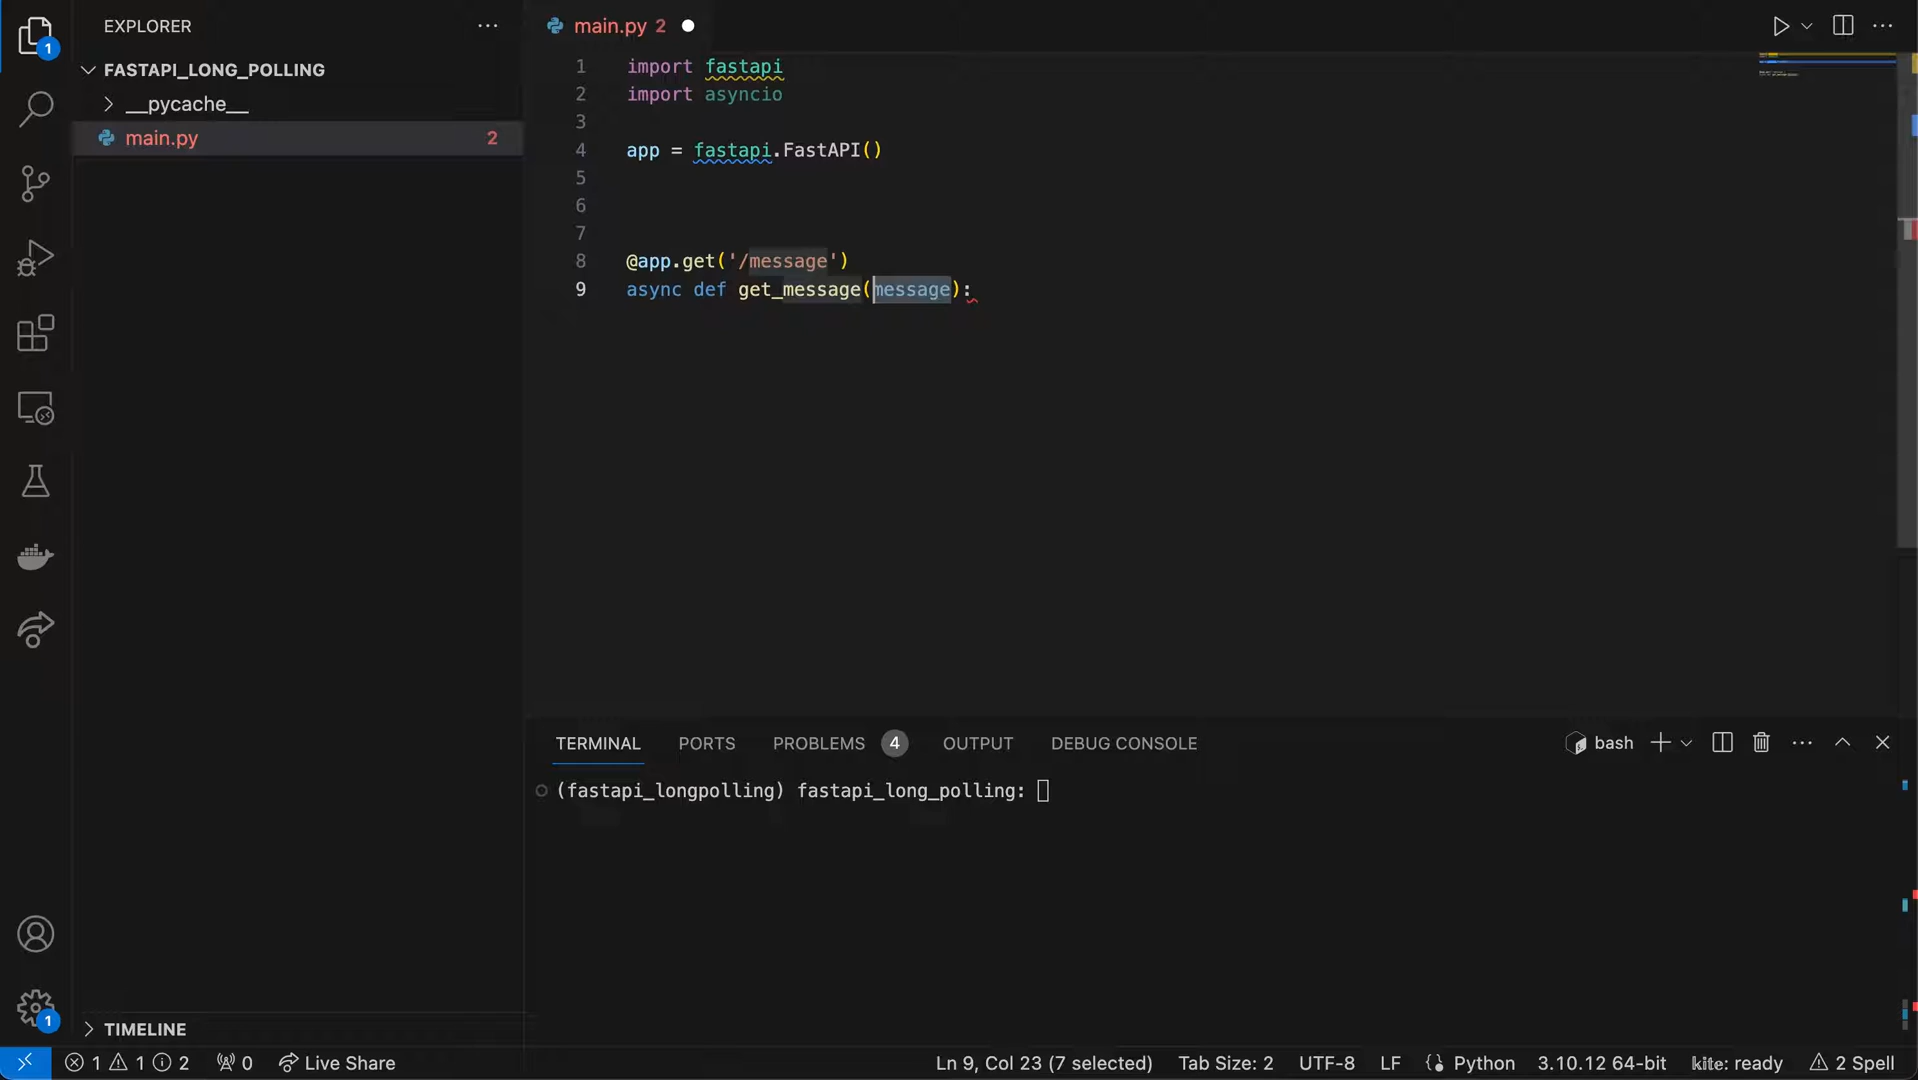 EXPLORER
main.py 2
1
FASTAPI_LONG_POLLING
__pycache__
main.py 2
1 import fastapi
2 import asyncio
3
4 app = fastapi.FastAPI()
5
6
7
8 @app.get('/message')
9 async def get_message(message):
TERMINAL PORTS PROBLEMS 4 OUTPUT DEBUG CONSOLE bash
(fastapi_longpolling) fastapi_long_polling:
1
TIMELINE
1 1 2 0 Live Share Ln 9, Col 23 (7 selected) Tab Size: 2 UTF-8 LF Python 3.10.12 64-bit kite: ready 2 Spell